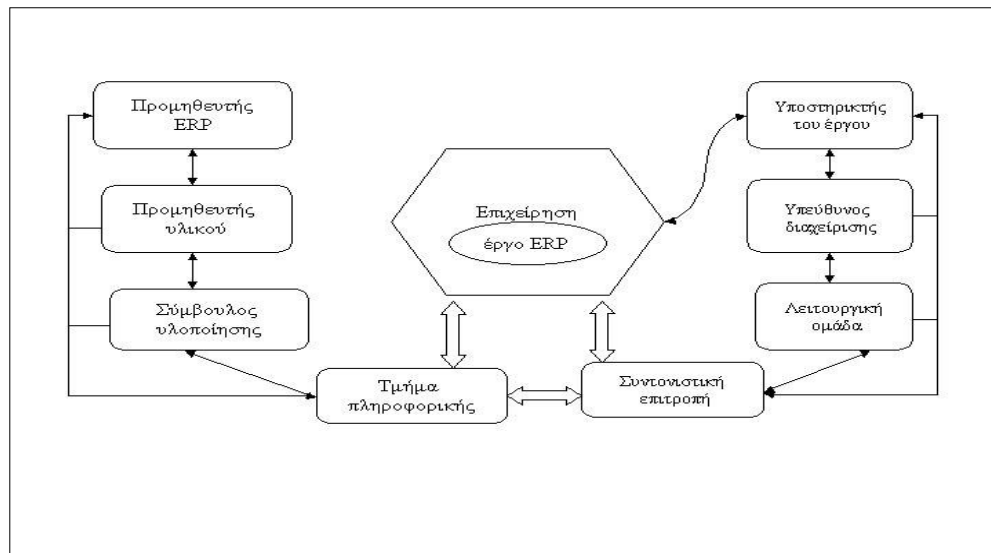 Προμηθευτής
ERP
Προμηθευτής
υλικού
Σύμβουλος
υλοποίησης
Επιχείρηση
έργο ERP
Τμήμα
πληροφορικής
Συντονιστική
επιτροπή
Υποστηρικτής
του έργου
Υπεύθυνος
διαχείρισης
Λειτουργική
ομάδα